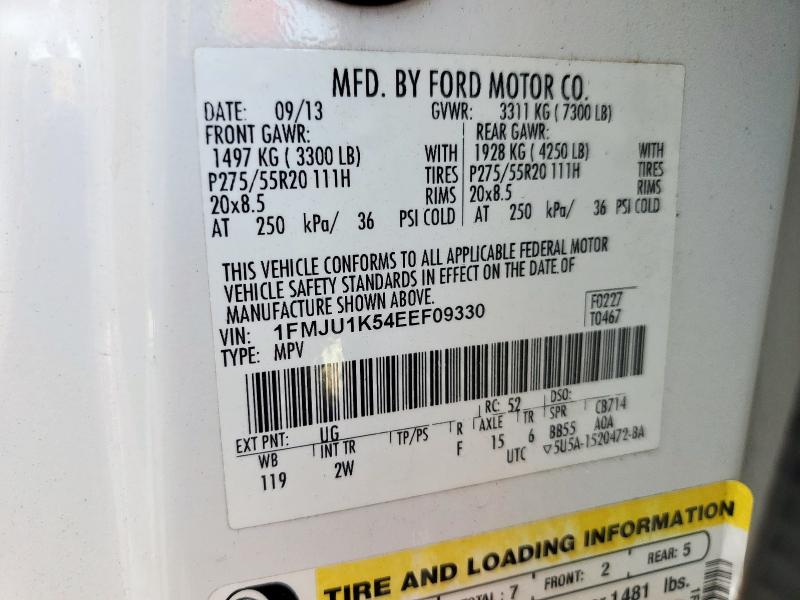 MFD. BY FORD MOTOR CO.
DATE: 09/13 GVWR: 3311 KG ( 7300 LB)
FRONT GAWR: REAR GAWR:
1497 KG ( 3300 LB) WITH 1928 KG ( 4250 LB) WITH
P275/55R20 111H TIRES P275/55R20 111H TIRES
20x8.5 RIMS 20x8.5 RIMS
AT 250 kPa/ 36 PSI COLD AT 250 kPa/ 36 PSI COLD
THIS VEHICLE CONFORMS TO ALL APPLICABLE FEDERAL MOTOR
VEHICLE SAFETY STANDARDS IN EFFECT ON THE DATE OF
MANUFACTURE SHOWN ABOVE.
F0227
VIN: 1FMJU1K54EEF09330 T0467
TYPE: MPV
EXT PNT: UG RC: 52 DSO:
WB INT TR TP/PS R AXLE TR SPR CB714
119 2W F 15 6 BB55 AOA
UTC ▽5U5A-1520472-BA
TIRE AND LOADING INFORMATION
TOTAL : 7 FRONT: 2 REAR: 5
1481 lbs.